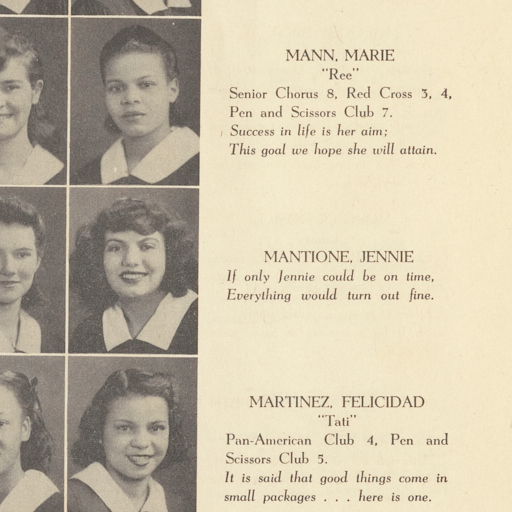 MANN, MARIE
"Ree"
Senior Chorus 8, Red Cross 3, 4,
Pen and Scissors Club 7.
Success in life is her aim;
This goal we hope she will attain.
MANTIONE, JENNIE
If only Jennie could be on time,
Everything would turn out fine.
MARTINEZ, FELICIDAD
"Tati"
Pan-American Club 4, Pen and
Scissors Club 5.
It is said that good things come in
small packages . . . here is one.